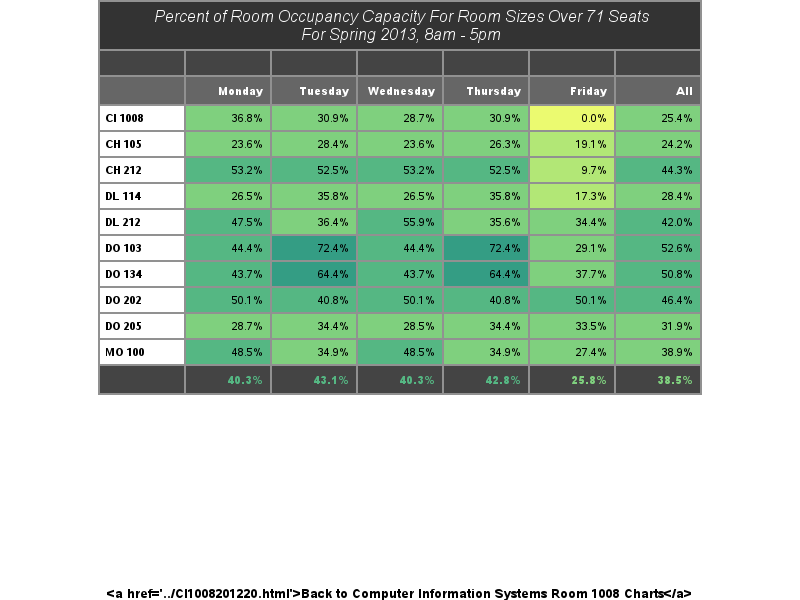 Percent of Room Occupancy Capacity For Room Sizes Over 71 Seats
For Spring 2013, 8am - 5pm
Monday Tuesday Wednesday Thursday Friday All
CI 1008 36.8% 30.9% 28.7% 30.9% 0.0% 25.4%
CH 105 23.6% 28.4% 23.6% 26.3% 19.1% 24.2%
CH 212 53.2% 52.5% 53.2% 52.5% 9.7% 44.3%
DL 114 26.5% 35.8% 26.5% 35.8% 17.3% 28.4%
DL 212 47.5% 36.4% 55.9% 35.6% 34.4% 42.0%
DO 103 44.4% 72.4% 44.4% 72.4% 29.1% 52.6%
DO 134 43.7% 64.4% 43.7% 64.4% 37.7% 50.8%
DO 202 50.1% 40.8% 50.1% 40.8% 50.1% 46.4%
DO 205 28.7% 34.4% 28.5% 34.4% 33.5% 31.9%
MO 100 48.5% 34.9% 48.5% 34.9% 27.4% 38.9%
40.3% 43.1% 40.3% 42.8% 25.8% 38.5%
<a href='../CI1008201220.html'>Back to Computer Information Systems Room 1008 Charts</a>